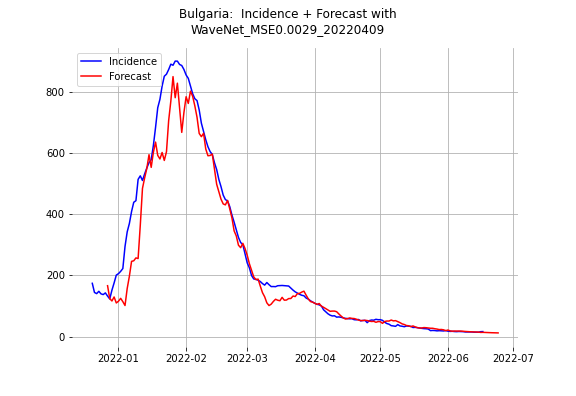 Bulgaria:  Incidence + Forecast with
WaveNet_MSE0.0029_20220409
Incidence
Forecast
800
600
400
200
0
2022-01 2022-02 2022-03 2022-04 2022-05 2022-06 2022-07